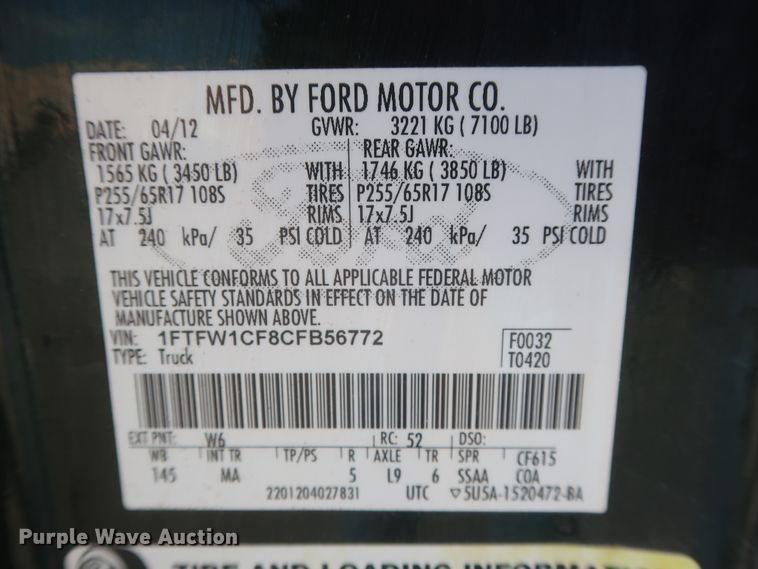 MFD. BY FORD MOTOR CO.
DATE: 04/12 GVWR: 3221 KG ( 7100 LB)
FRONT GAWR: REAR GAWR:
1565 KG ( 3450 LB) WITH 1746 KG ( 3850 LB) WITH
P255/65R17 108S TIRES P255/65R17 108S TIRES
17x7.5J RIMS 17x7.5J RIMS
AT 240 kPa/ 35 PSI COLD AT 240 kPa/ 35 PSI COLD
THIS VEHICLE CONFORMS TO ALL APPLICABLE FEDERAL MOTOR
VEHICLE SAFETY STANDARDS IN EFFECT ON THE DATE OF
MANUFACTURE SHOWN ABOVE.
VIN: 1FTFW1CF8CFB56772 F0032
TYPE: Truck T0420
EXT PNT: W6 RC: 52 DSO:
WB INT TR TP/PS R AXLE TR SPR CF615
145 MA 5 L9 6 SSAA COA
2201204027831 UTC ▽5U5A-1520472-BA
Purple Wave Auction
TIRE AND LOADING INFORMATI